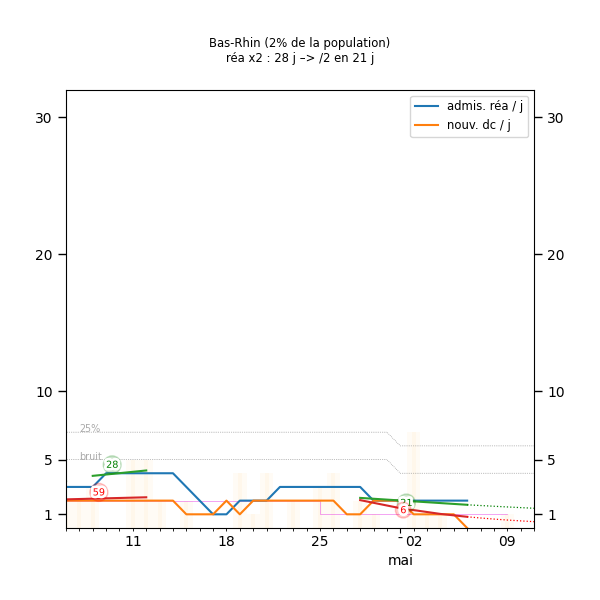 Bas-Rhin (2% de la population)
réa x2 : 28 j –> /2 en 21 j
admis. réa / j
nouv. dc / j
30 30
20 20
10 10
25%
bruit
5 5
28
59
21
6
1 1
11 18 25 02 09
mai